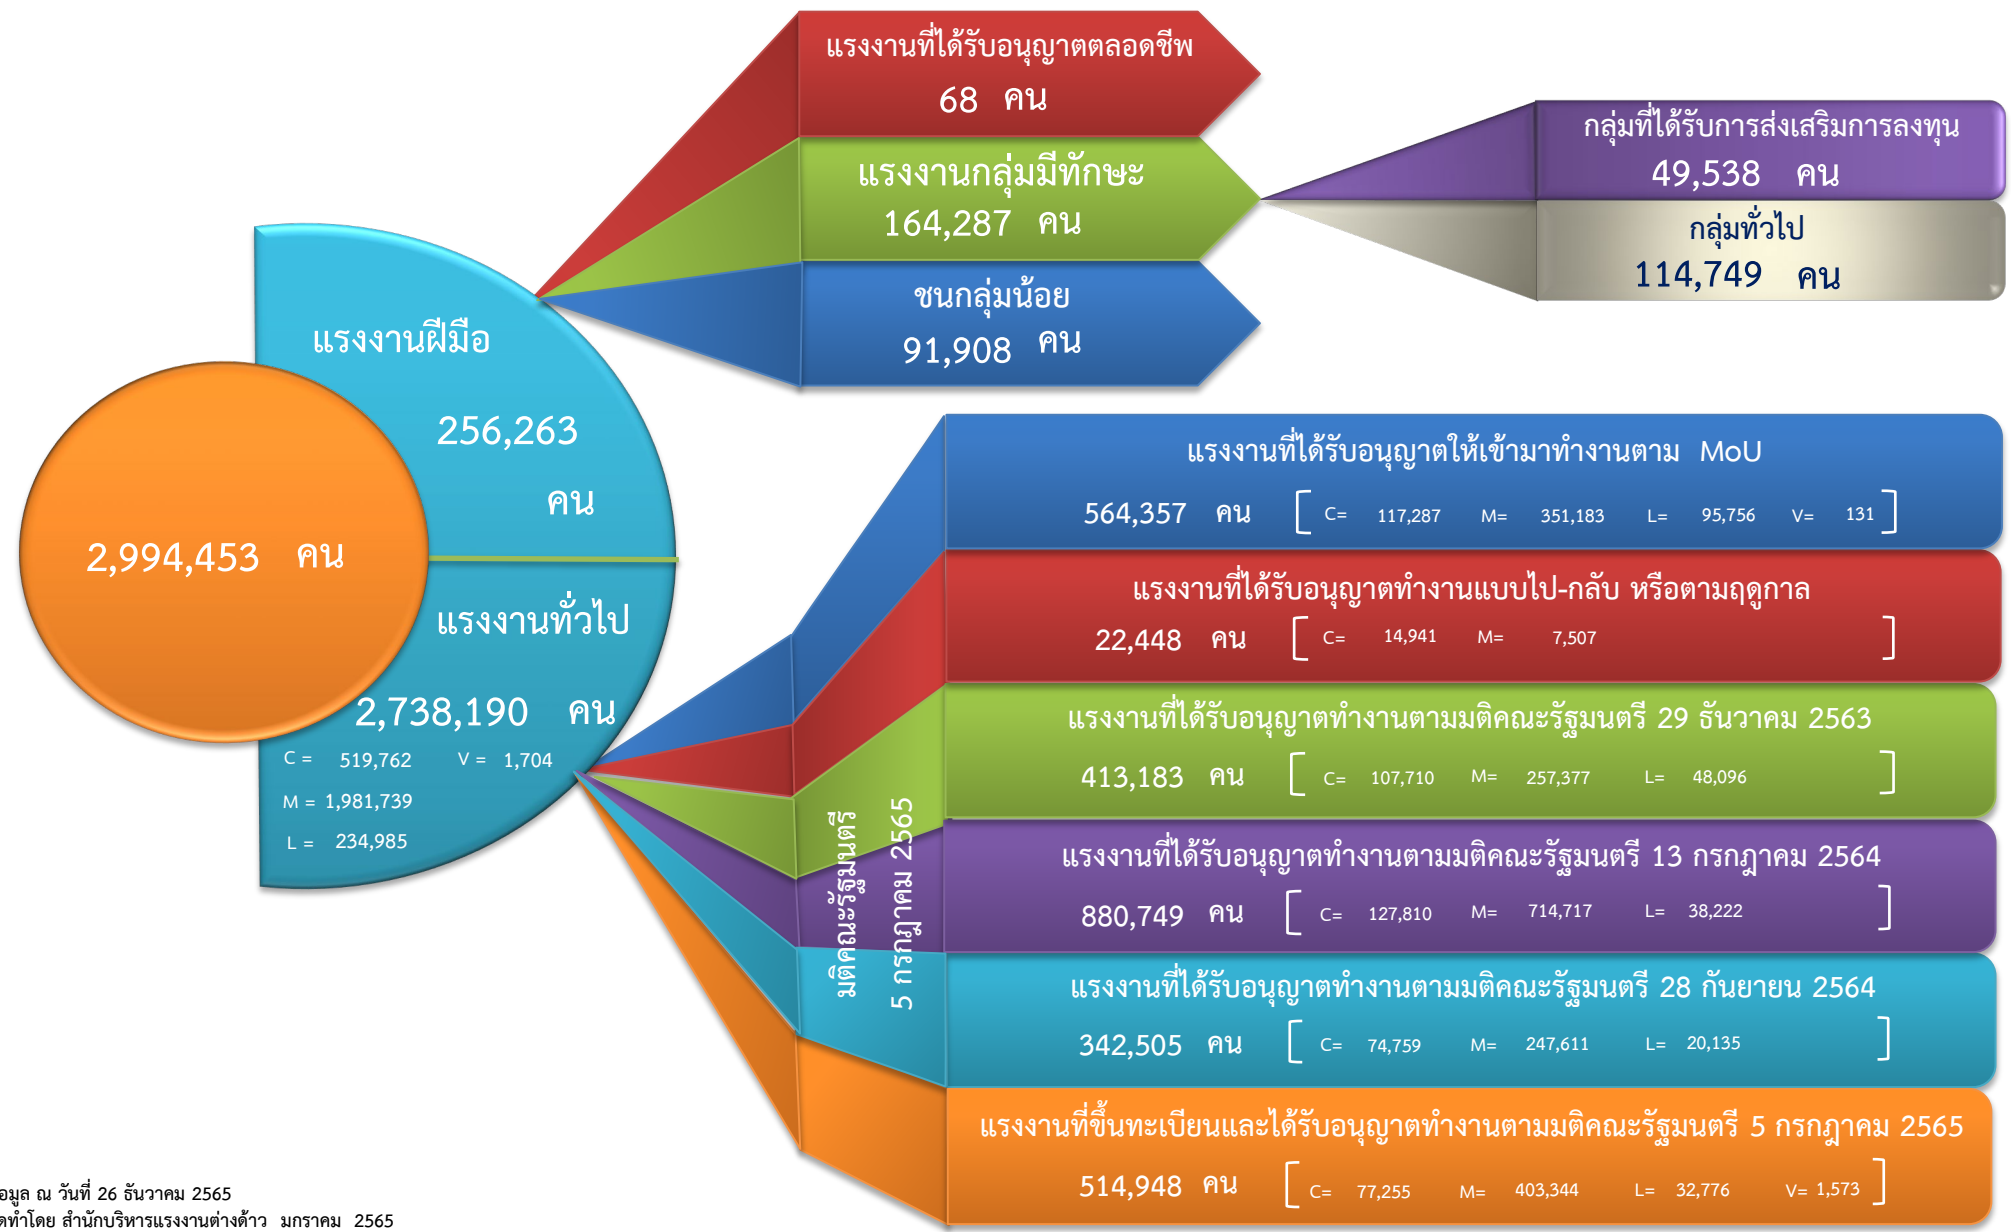 แรงงานที่ได้รับอนุญาตตลอดชีพ
68 คน
แรงงานกลุ่มมีทักษะ
164,287 คน
ชนกลุ่มน้อย
91,908 คน
กลุ่มที่ได้รับการส่งเสริมการลงทุน
49,538 คน
กลุ่มทั่วไป
114,749 คน
แรงงานฝีมือ
256,263
คน
2,994,453 คน
แรงงานทั่วไป
2,738,190 คน
C = 519,762 V = 1,704
M = 1,981,739
L = 234,985
แรงงานที่ได้รับอนุญาตให้เข้ามาทำงานตาม MoU
564,357 คน [ C= 117,287 M= 351,183 L= 95,756 V= 131 ]
แรงงานที่ได้รับอนุญาตทำงานแบบไป-กลับ หรือตามฤดูกาล
22,448 คน [ C= 14,941 M= 7,507 ]
แรงงานที่ได้รับอนุญาตทำงานตามมติคณะรัฐมนตรี 29 ธันวาคม 2563
413,183 คน [ C= 107,710 M= 257,377 L= 48,096 ]
มติคณะรัฐมนตรี
5 กรกฎาคม 2565
แรงงานที่ได้รับอนุญาตทำงานตามมติคณะรัฐมนตรี 13 กรกฎาคม 2564
880,749 คน [ C= 127,810 M= 714,717 L= 38,222 ]
แรงงานที่ได้รับอนุญาตทำงานตามมติคณะรัฐมนตรี 28 กันยายน 2564
342,505 คน [ C= 74,759 M= 247,611 L= 20,135 ]
แรงงานที่ขึ้นทะเบียนและได้รับอนุญาตทำงานตามมติคณะรัฐมนตรี 5 กรกฎาคม 2565
514,948 คน [ C= 77,255 M= 403,344 L= 32,776 V= 1,573 ]
ณ วันที่ 26 ธันวาคม 2565
สำนักบริหารแรงงานต่างด้าว มกราคม 2565